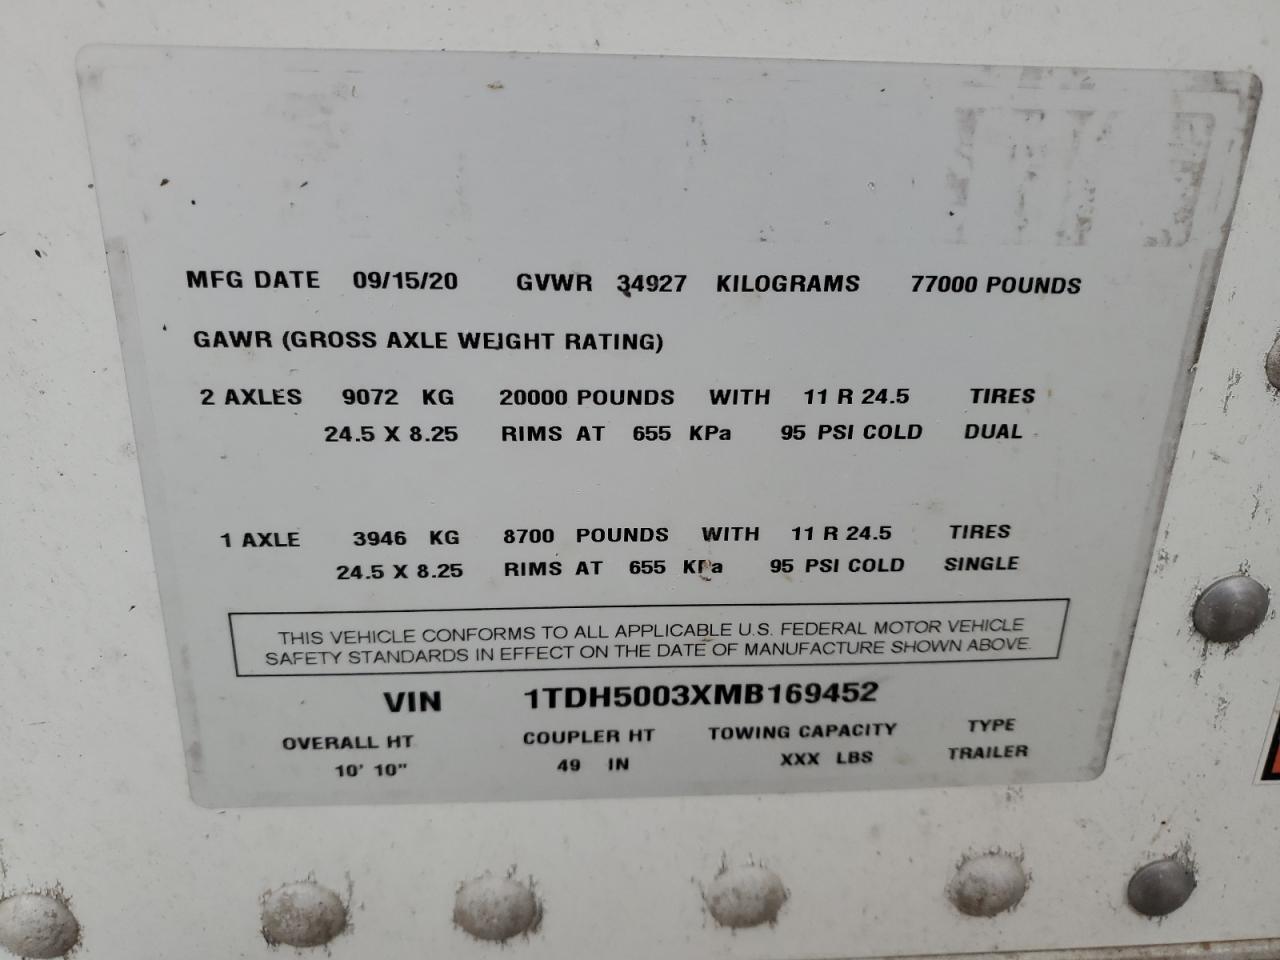 MFG DATE 09/15/20 GVWR 34927 KILOGRAMS 77000 POUNDS
GAWR (GROSS AXLE WEIGHT RATING)
2 AXLES 9072 KG 20000 POUNDS WITH 11 R 24.5 TIRES
24.5 X 8.25 RIMS AT 655 KPa 95 PSI COLD DUAL
1 AXLE 3946 KG 8700 POUNDS WITH 11 R 24.5 TIRES
24.5 X 8.25 RIMS AT 655 KPa 95 PSI COLD SINGLE
THIS VEHICLE CONFORMS TO ALL APPLICABLE U.S. FEDERAL MOTOR VEHICLE
SAFETY STANDARDS IN EFFECT ON THE DATE OF MANUFACTURE SHOWN ABOVE.
VIN 1TDH5003XMB169452
OVERALL HT COUPLER HT TOWING CAPACITY TYPE
10' 10" 49 IN XXX LBS TRAILER